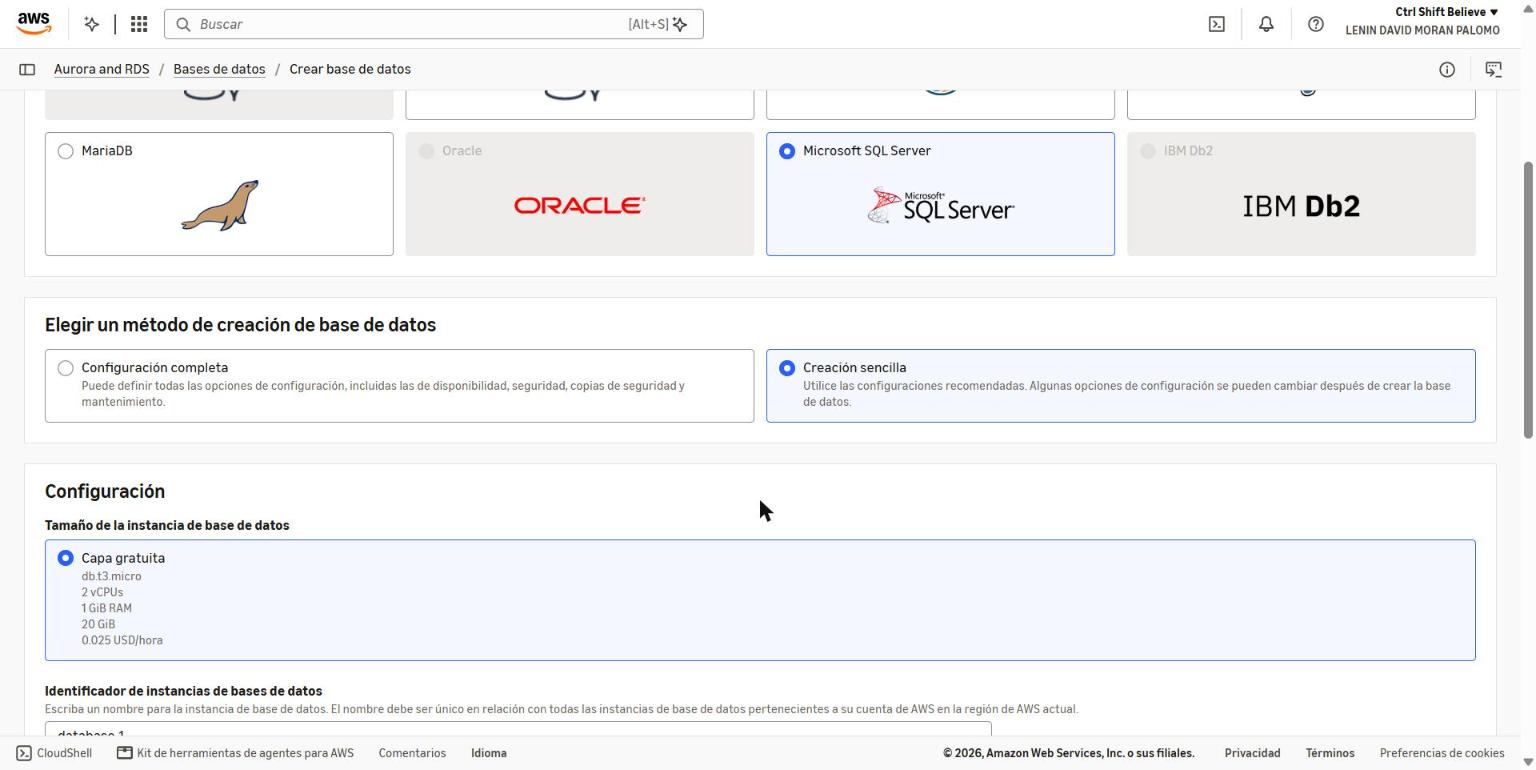 aws
Buscar
[Alt+S]
Ctrl Shift Believe ▼
LENIN DAVID MORAN PALOMO
Aurora and RDS / Bases de datos / Crear base de datos
MariaDB
Oracle
ORACLE
Microsoft SQL Server
Microsoft® SQL Server
IBM Db2
IBM Db2
Elegir un método de creación de base de datos
Configuración completa
Puede definir todas las opciones de configuración, incluidas las de disponibilidad, seguridad, copias de seguridad y
mantenimiento.
Creación sencilla
Utilice las configuraciones recomendadas. Algunas opciones de configuración se pueden cambiar después de crear la base
de datos.
Configuración
Tamaño de la instancia de base de datos
Capa gratuita
db.t3.micro
2 vCPUs
1 GiB RAM
20 GiB
0.025 USD/hora
Identificador de instancias de bases de datos
Escriba un nombre para la instancia de base de datos. El nombre debe ser único en relación con todas las instancias de base de datos pertenecientes a su cuenta de AWS en la región de AWS actual.
database-1
CloudShell
Kit de herramientas de agentes para AWS
Comentarios
Idioma
© 2026, Amazon Web Services, Inc. o sus filiales.
Privacidad
Términos
Preferencias de cookies